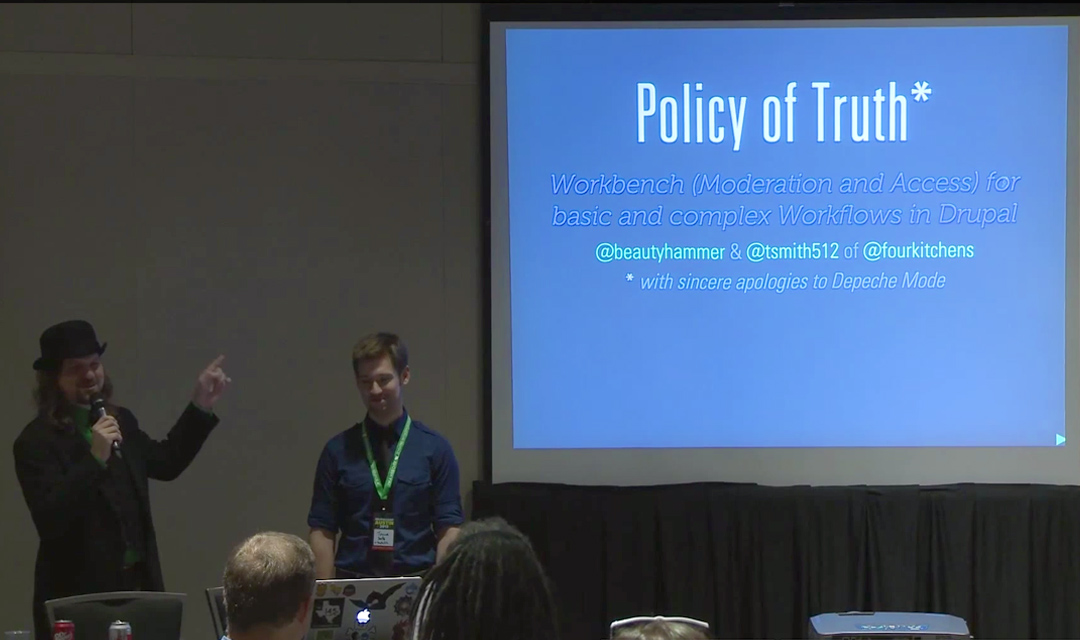 Policy of Truth*
Workbench (Moderation and Access) for
basic and complex Workflows in Drupal
@beautyhammer & @tsmith512 of @fourkitchens
* with sincere apologies to Depeche Mode
AUSTIN